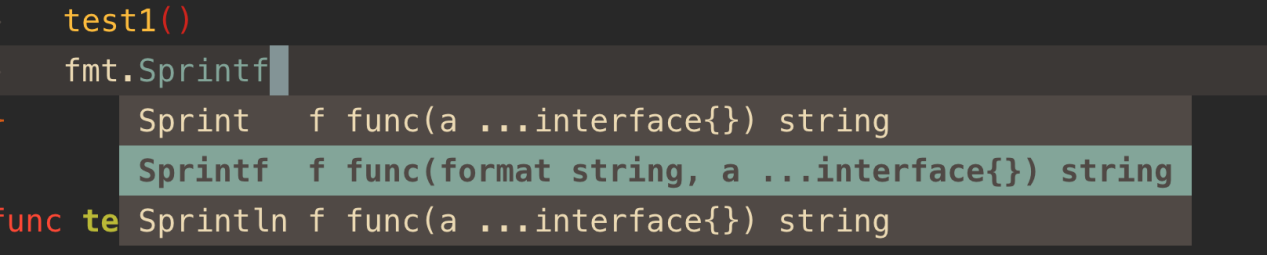 test1()
fmt.Sprintf
Sprint f func(a ...interface{}) string
Sprintf f func(format string, a ...interface{}) string
func te
Sprintln f func(a ...interface{}) string